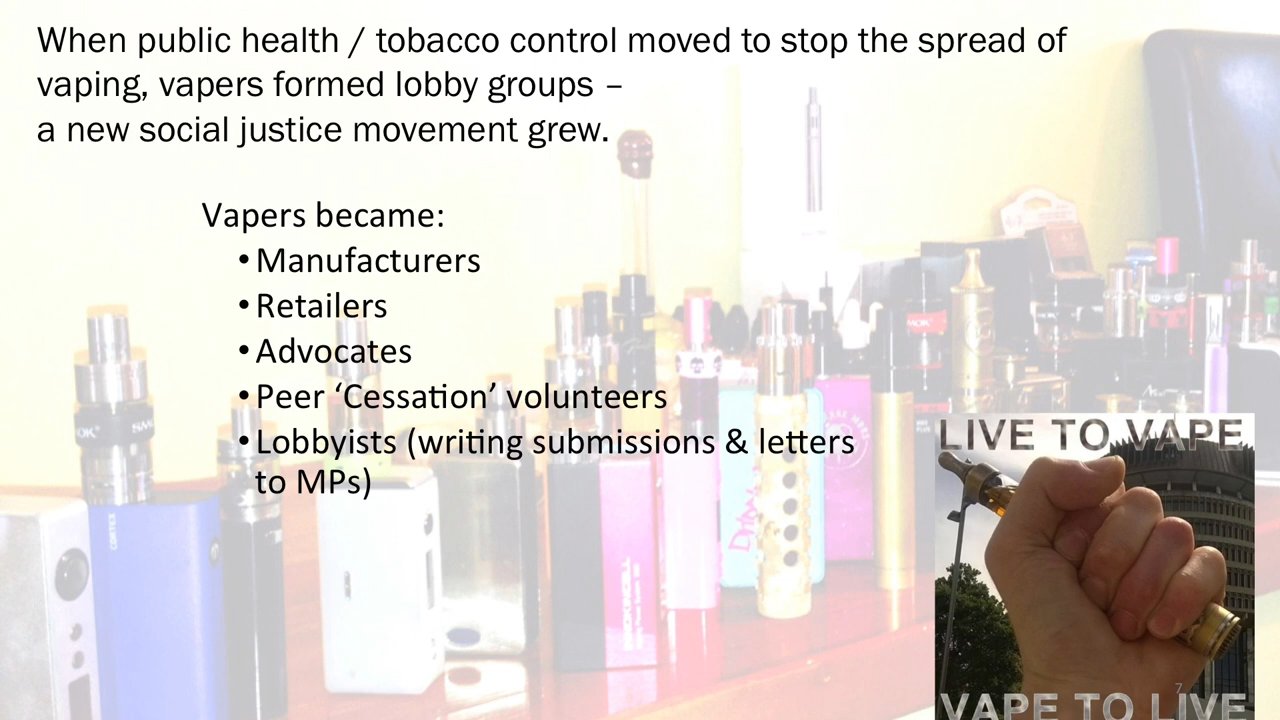 When public health / tobacco control moved to stop the spread of
vaping, vapers formed lobby groups –
a new social justice movement grew.
Vapers became:
• Manufacturers
• Retailers
• Advocates
• Peer ‘Cessation’ volunteers
• Lobbyists (writing submissions & letters
to MPs)
LIVE TO VAPE
VAPE TO LIVE
7
SMOK